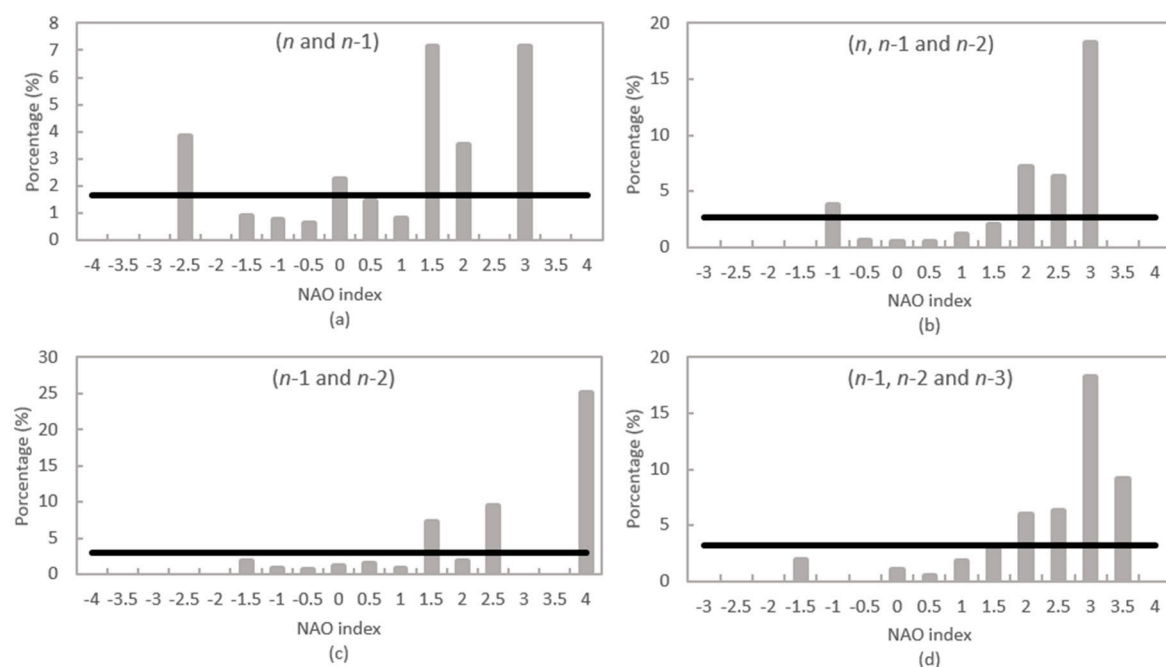 (n and n-1)
Porcentage (%)
8
7
6
5
4
3
2
1
0
-4 -3.5 -3 -2.5 -2 -1.5 -1 -0.5 0 0.5 1 1.5 2 2.5 3 4
NAO index
(a)
(n, n-1 and n-2)
Porcentage (%)
20
15
10
5
0
-3 -2.5 -2 -1.5 -1 -0.5 0 0.5 1 1.5 2 2.5 3 3.5 4
NAO index
(b)
(n-1 and n-2)
Porcentage (%)
30
25
20
15
10
5
0
-4 -3.5 -3 -2.5 -2 -1.5 -1 -0.5 0 0.5 1 1.5 2 2.5 3 4
NAO index
(c)
(n-1, n-2 and n-3)
Porcentage (%)
20
15
10
5
0
-3 -2.5 -2 -1.5 -1 -0.5 0 0.5 1 1.5 2 2.5 3 3.5 4
NAO index
(d)